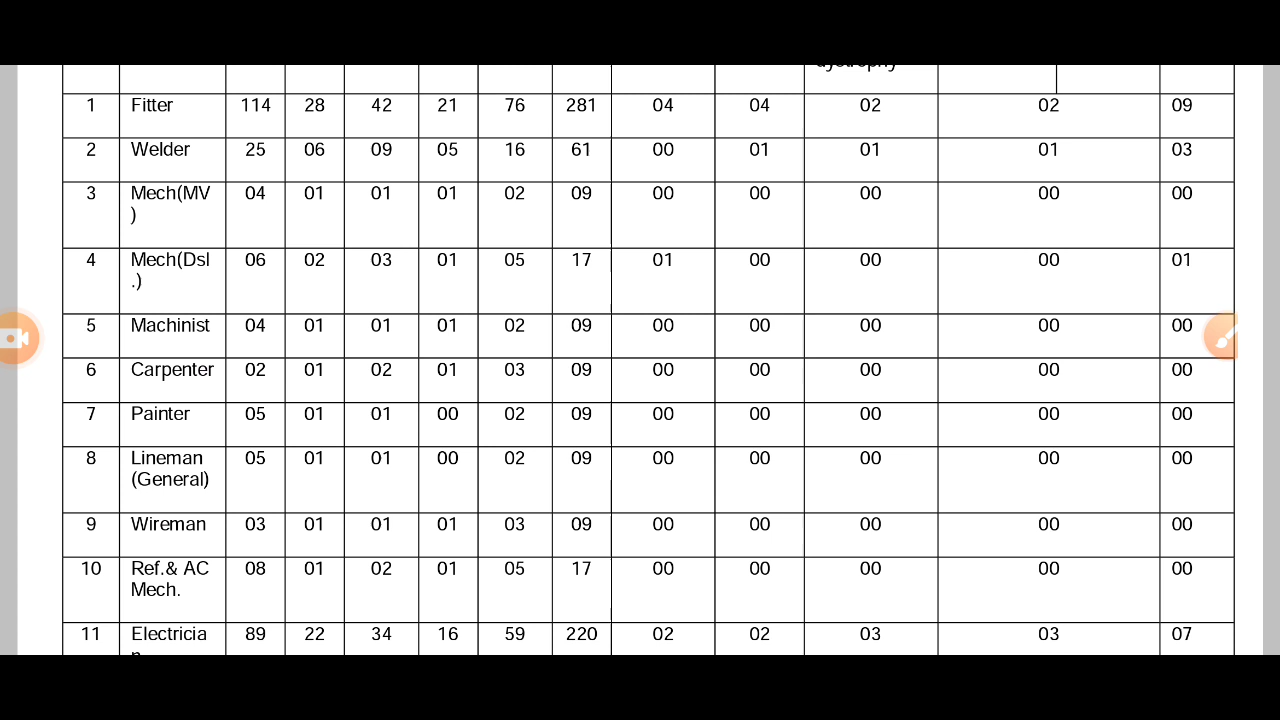 dystrophy
1 Fitter 114 28 42 21 76 281 04 04 02 02 09
2 Welder 25 06 09 05 16 61 00 01 01 01 03
3 Mech(MV 04 01 01 01 02 09 00 00 00 00 00
)
4 Mech(Dsl 06 02 03 01 05 17 01 00 00 00 01
.)
5 Machinist 04 01 01 01 02 09 00 00 00 00 00
6 Carpenter 02 01 02 01 03 09 00 00 00 00 00
7 Painter 05 01 01 00 02 09 00 00 00 00 00
8 Lineman 05 01 01 00 02 09 00 00 00 00 00
(General)
9 Wireman 03 01 01 01 03 09 00 00 00 00 00
10 Ref.& AC 08 01 02 01 05 17 00 00 00 00 00
Mech.
11 Electricia 89 22 34 16 59 220 02 02 03 03 07
n